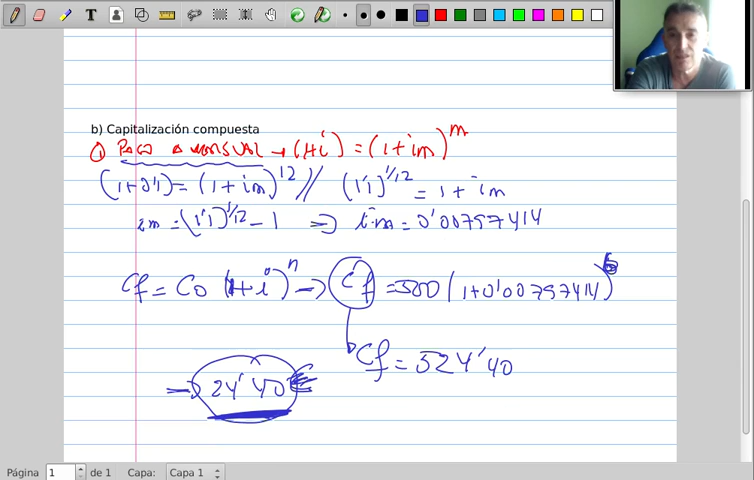 b) Capitalización compuesta
① PASO A MENSUAL → (1+i) = (1+im)^m
(1+0'1) = (1+im)^12 // (1'1)^1/12 = 1+im
im = (1'1)^1/12 - 1 ⇒ im = 0'00797414
Cf = C0 (1+i)^n → Cf = 500 (1+0'00797414)^6
Cf = 524'40
→ 24'40 €
Página 1 de 1 Capa: Capa 1